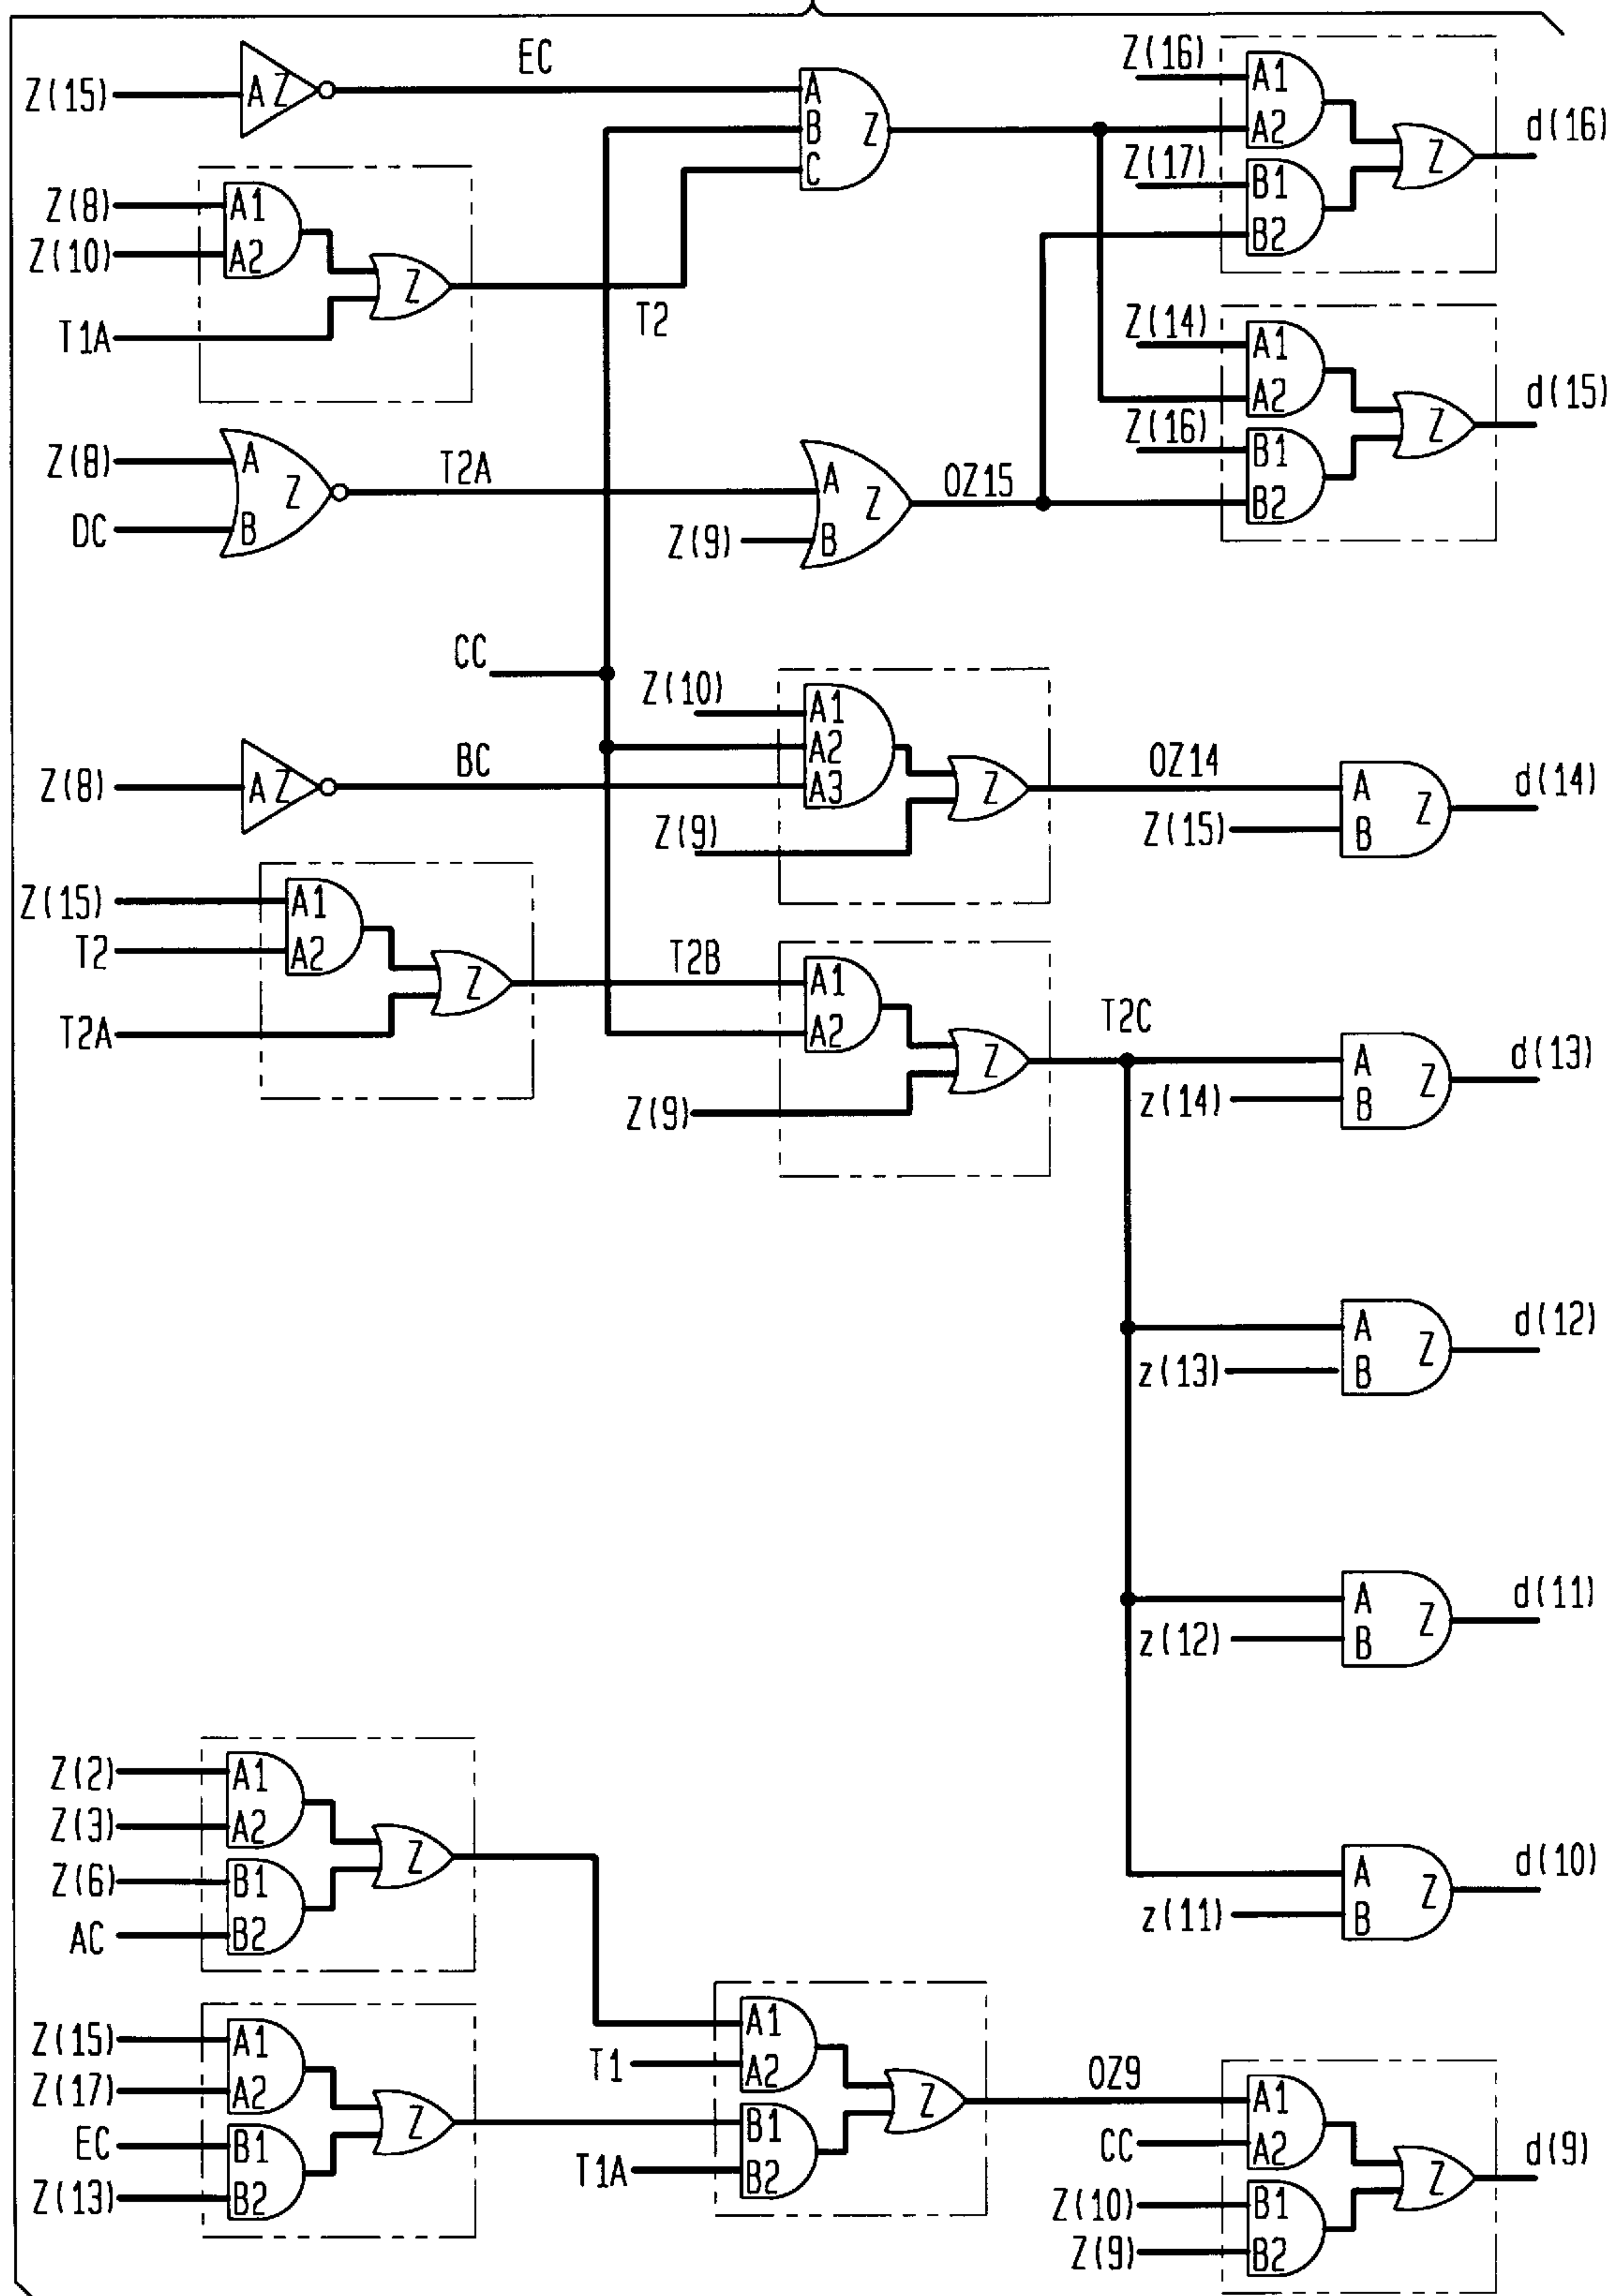 Z(15) A Z EC A B C Z Z(16) A1 A2 Z d(16)
Z(17) B1 B2
Z(8) A1 Z(10) A2 Z T1A T2
Z(14) A1 A2 Z d(15)
Z(16) B1 B2
Z(8) A DC B Z T2A A Z(9) B Z OZ15
CC
Z(10) A1 A2 A3 Z Z(9) OZ14 A Z(15) B Z d(14)
Z(8) A Z BC
Z(15) A1 T2 A2 Z T2A T2B A1 A2 Z Z(9) T2C A z(14) B Z d(13)
A z(13) B Z d(12)
A z(12) B Z d(11)
A z(11) B Z d(10)
Z(2) A1
Z(3) A2 Z
Z(6) B1
AC B2
Z(15) A1
Z(17) A2 Z
EC B1
Z(13) B2
A1
T1 A2 Z
B1
T1A B2
OZ9 A1
CC A2 Z d(9)
Z(10) B1
Z(9) B2